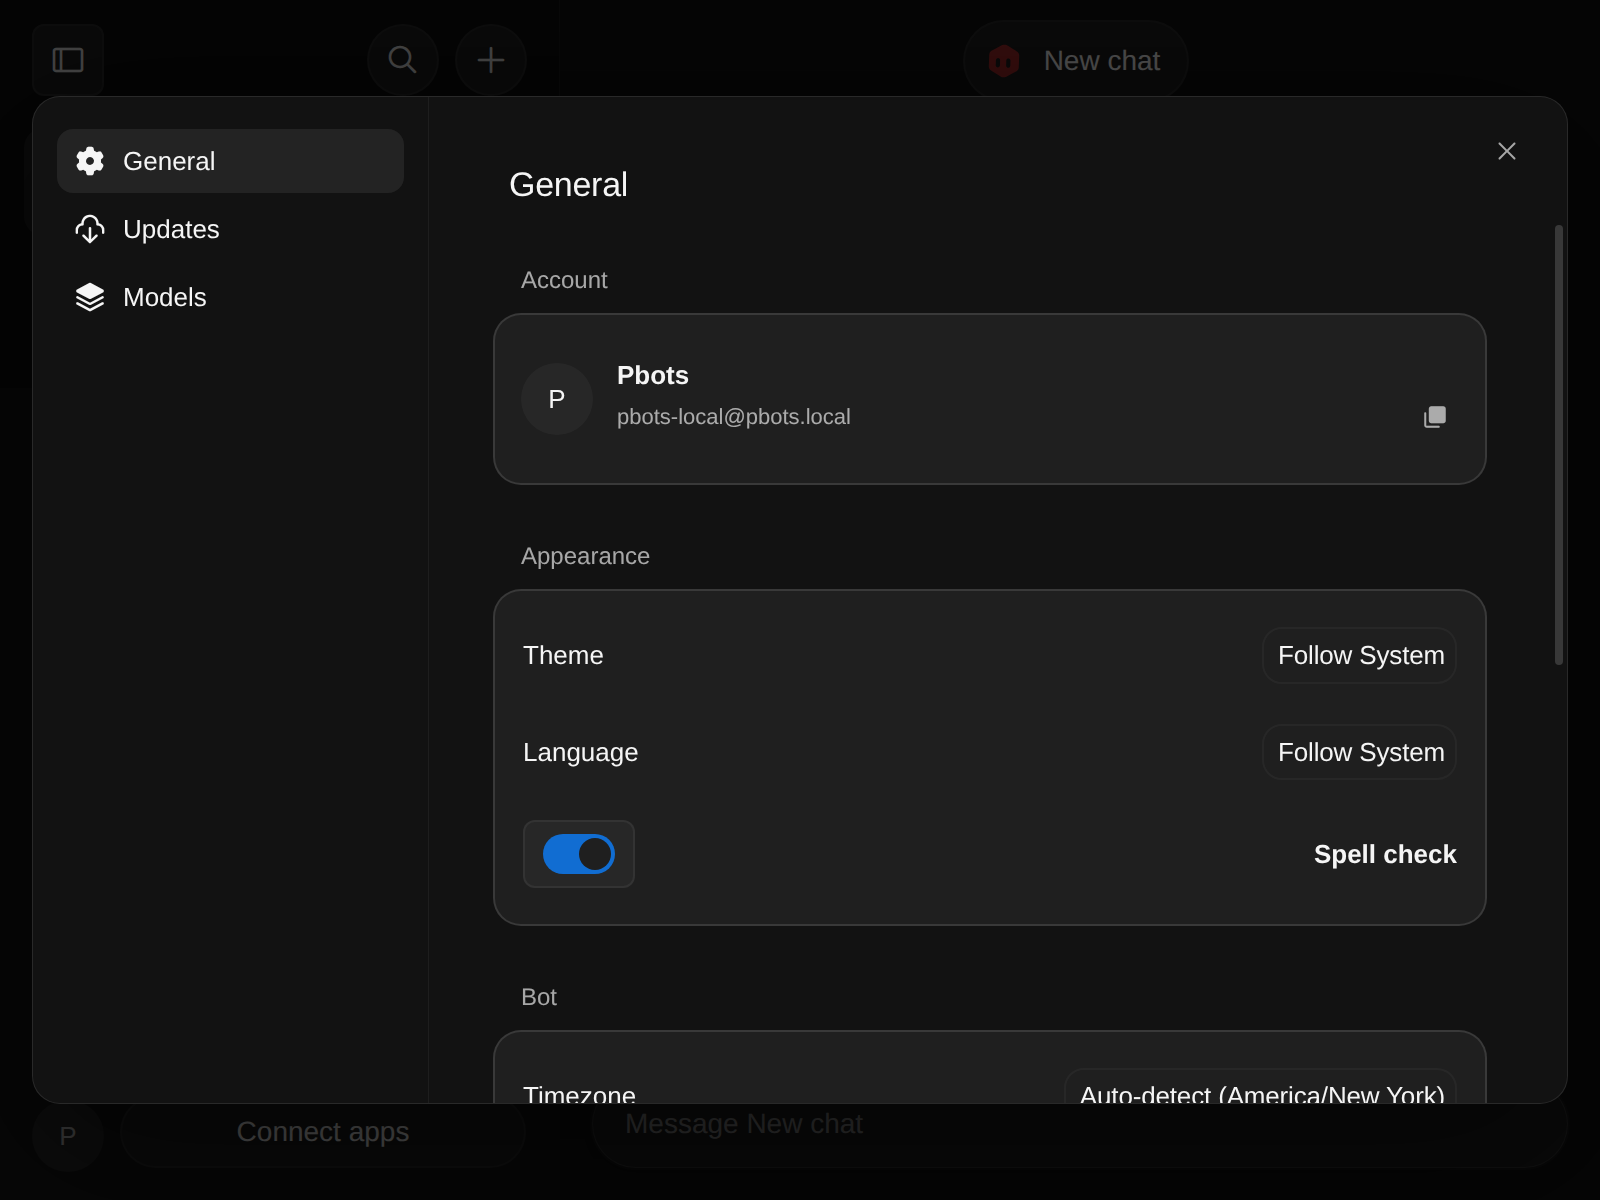 New chat
General
Updates
Models
General
Account
P
Pbots
pbots-local@pbots.local
Appearance
Theme
Follow System
Language
Follow System
Spell check
Bot
Timezone
Auto-detect (America/New York)
P
Connect apps
Message New chat